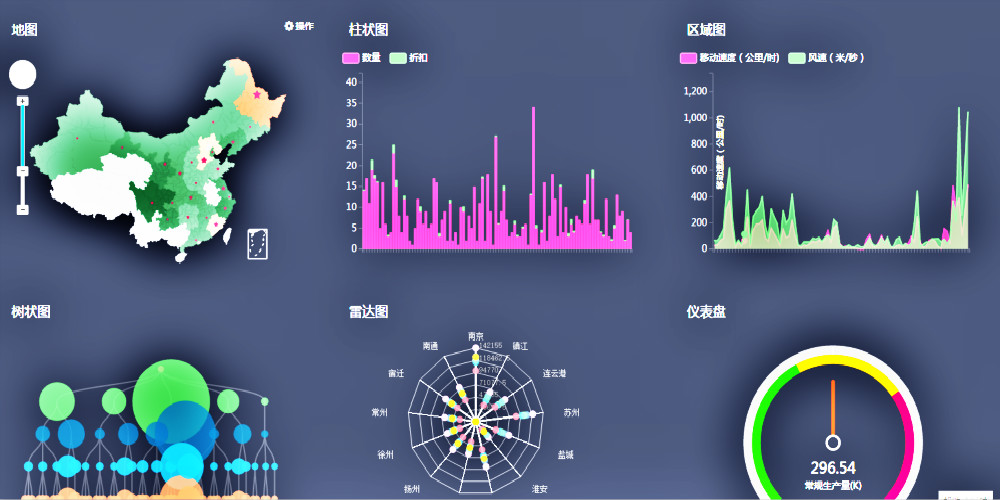 地图
操作
柱状图
数量
折扣
40
35
30
25
20
15
10
5
0
区域图
移动速度（公里/时）
风速（米/秒）
移动速度（公里/时）
1,200
1,000
800
600
400
200
0
树状图
雷达图
南京
镇江
连云港
苏州
盐城
淮安
扬州
徐州
常州
宿迁
南通
142155
118462
仪表盘
296.54
常规生产量(K)